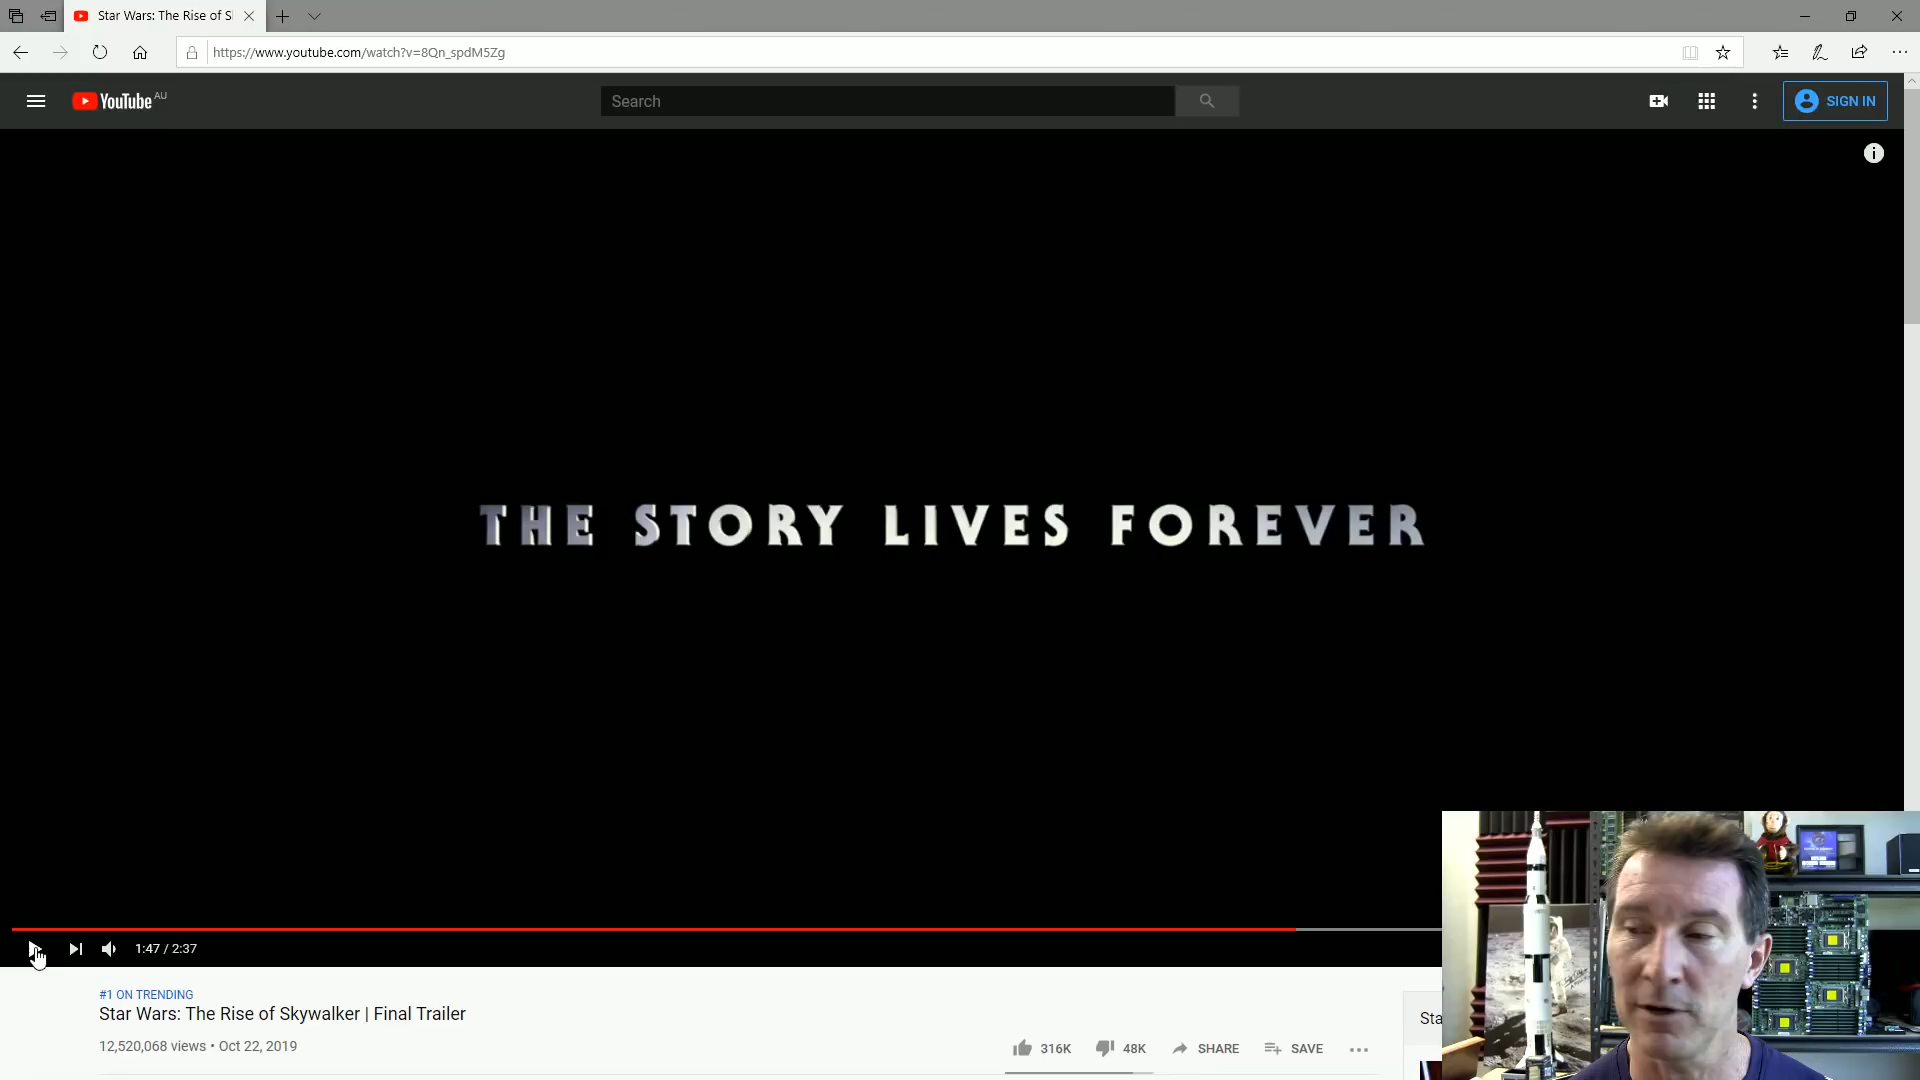 Star Wars: The Rise of S
https://www.youtube.com/watch?v=8Qn_spdM5Zg
YouTube AU
Search
SIGN IN
THE STORY LIVES FOREVER
1:47 / 2:37
#1 ON TRENDING
Star Wars: The Rise of Skywalker | Final Trailer
12,520,068 views • Oct 22, 2019
316K
48K
SHARE
SAVE
Sta